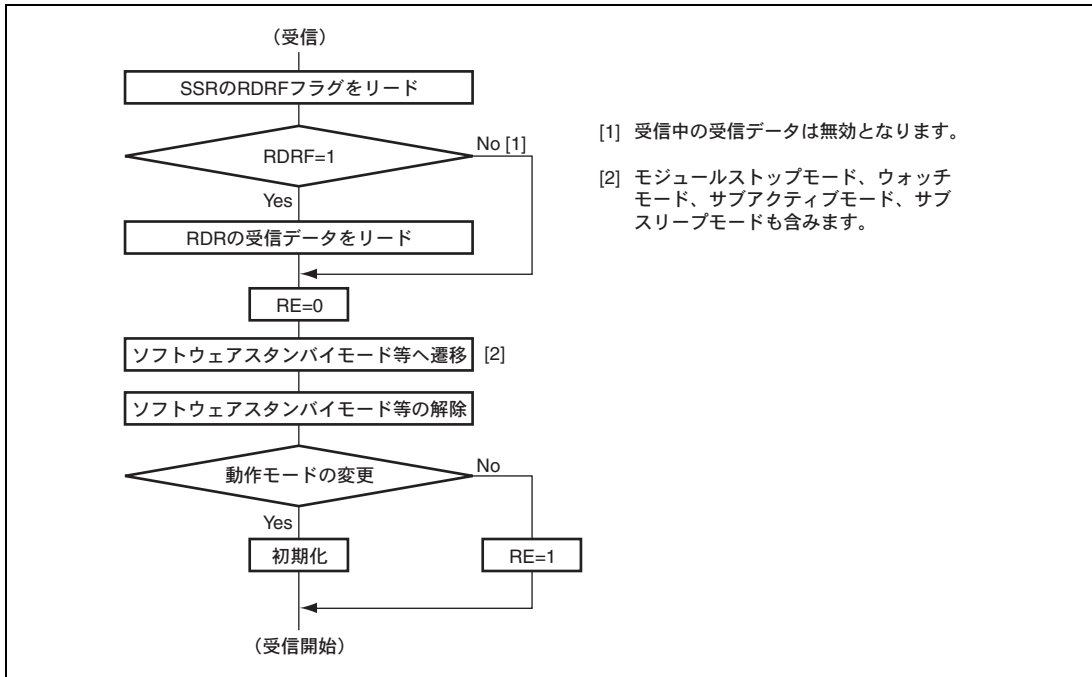 （受信）
SSRのRDRFフラグをリード
RDRF=1
No [1]
Yes
RDRの受信データをリード
RE=0
ソフトウェアスタンバイモード等へ遷移 [2]
ソフトウェアスタンバイモード等の解除
動作モードの変更
No
Yes
初期化
RE=1
（受信開始）
[1] 受信中の受信データは無効となります。
[2] モジュールストップモード、ウォッチ
モード、サブアクティブモード、サブ
スリープモードも含みます。